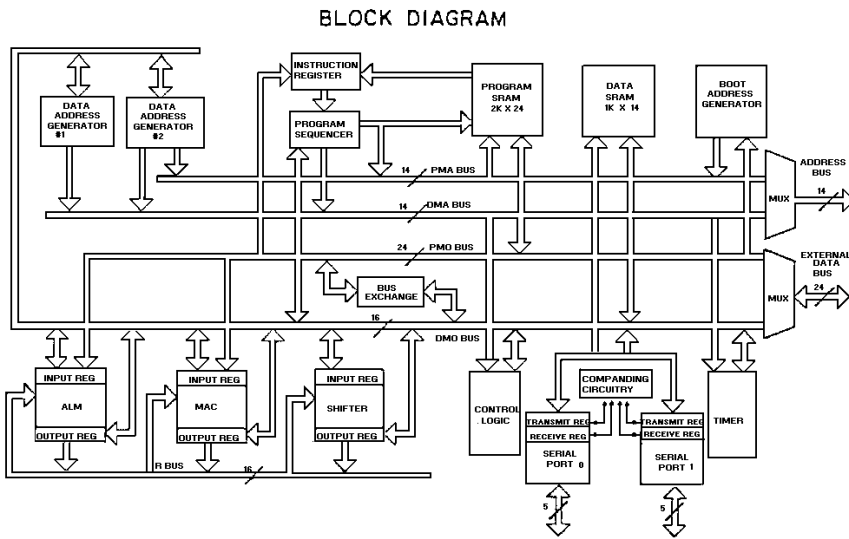 BLOCK DIAGRAM
INSTRUCTION
REGISTER
PROGRAM
SRAM
2K X 24
DATA
SRAM
1K X 14
BOOT
ADDRESS
GENERATOR
DATA
ADDRESS
GENERATOR
#1
DATA
ADDRESS
GENERATOR
#2
PROGRAM
SEQUENCER
ADDRESS
BUS
14 PMA BUS
MUX
14
14 DMA BUS
24 PMO BUS
EXTERNAL
DATA
BUS
24
MUX
BUS
EXCHANGE
16
DMO BUS
INPUT REG
ALM
OUTPUT REG
INPUT REG
MAC
OUTPUT REG
INPUT REG
SHIFTER
OUTPUT REG
R BUS
16
CONTROL
.LOGIC
COMPANDING
CIRCUITRY
TRANSMIT REG
RECEIVE REG
SERIAL
PORT 0
TRANSMIT REG
RECEIVE REG
SERIAL
PORT 1
TIMER
5
5